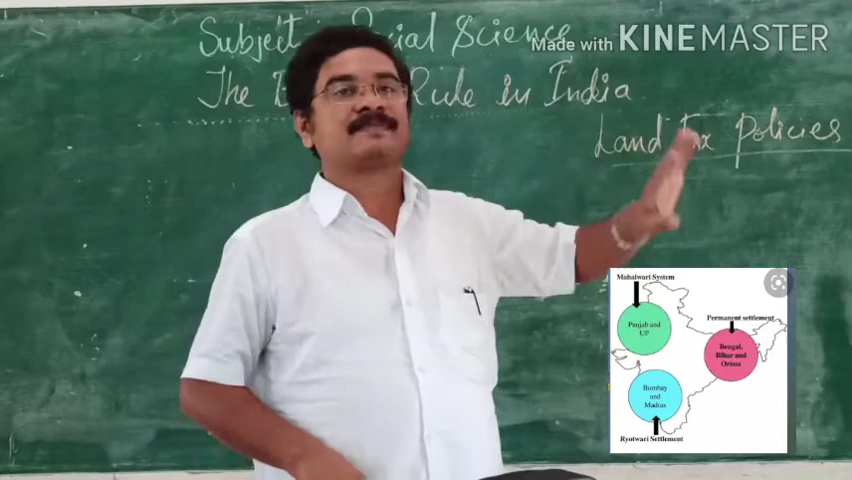 Subject: Social Science
Made with KINEMASTER
The Rule in India
Land Tax Policies
Mahalwari System
Permanent settlement
Punjab and
UP
Bengal,
Bihar and
Orissa
Bombay
and
Madras
Ryotwari Settlement